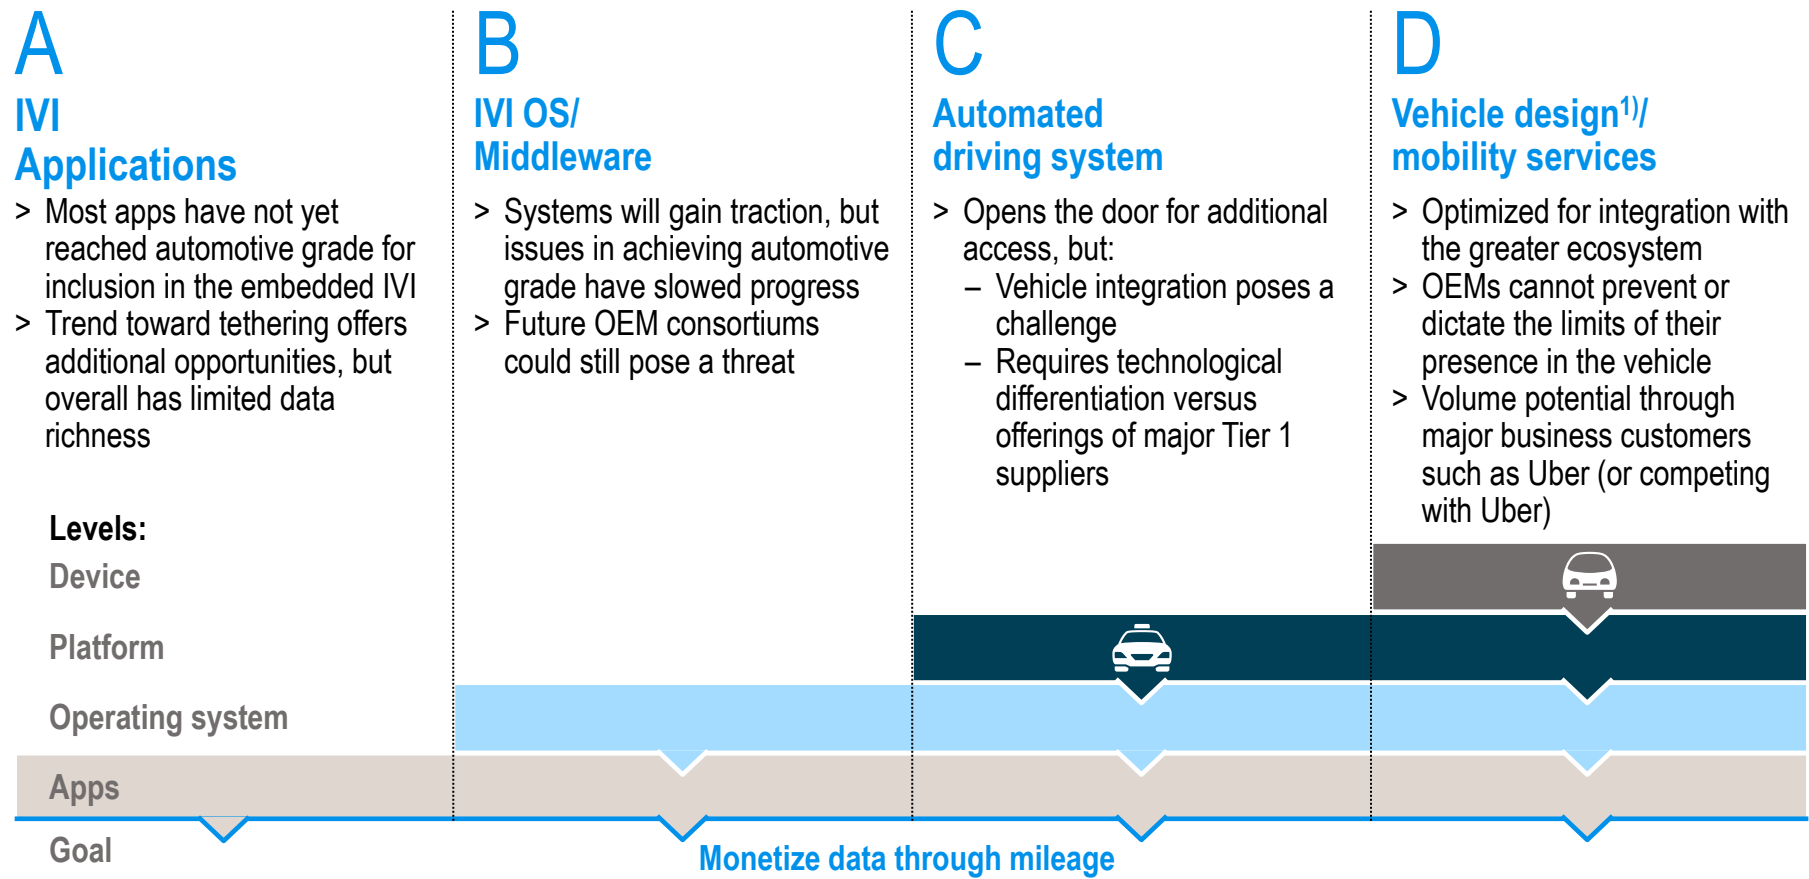 A
IVI
Applications
> Most apps have not yet
reached automotive grade for
inclusion in the embedded IVI
> Trend toward tethering offers
additional opportunities, but
overall has limited data
richness
B
IVI OS/
Middleware
> Systems will gain traction, but
issues in achieving automotive
grade have slowed progress
> Future OEM consortiums
could still pose a threat
C
Automated
driving system
> Opens the door for additional
access, but:
– Vehicle integration poses a
challenge
– Requires technological
differentiation versus
offerings of major Tier 1
suppliers
D
Vehicle design1)/
mobility services
> Optimized for integration with
the greater ecosystem
> OEMs cannot prevent or
dictate the limits of their
presence in the vehicle
> Volume potential through
major business customers
such as Uber (or competing
with Uber)
Levels:
Device
Platform
Operating system
Apps
Goal
Monetize data through mileage